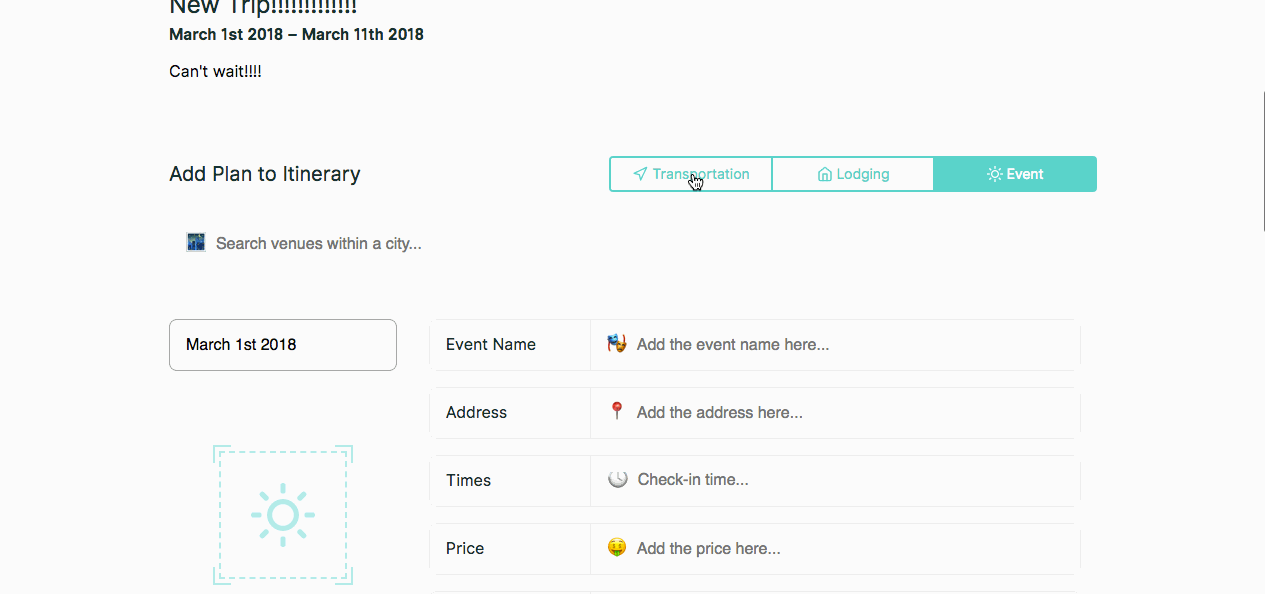 New Trip!!!!!!!!!!!!!
March 1st 2018 – March 11th 2018
Can't wait!!!!
Add Plan to Itinerary
Transportation
Lodging
Event
Search venues within a city...
March 1st 2018
Event Name
Add the event name here...
Address
Add the address here...
Times
Check-in time...
Price
Add the price here...